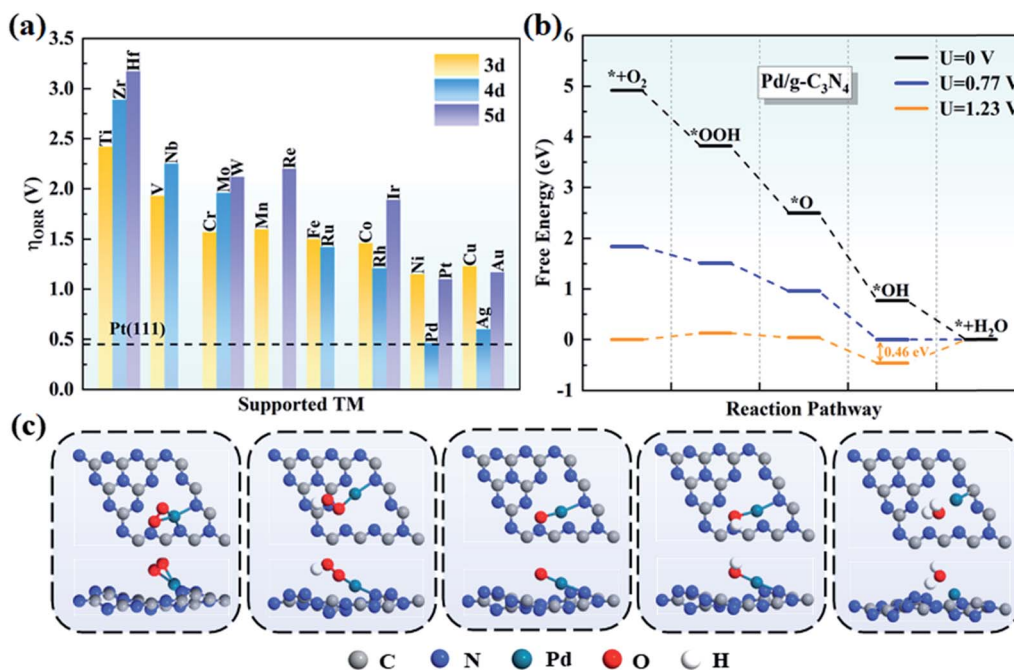 (a)
3.5
3.0
2.5
2.0
1.5
1.0
0.5
0.0
η_ORR (V)
Ti
Zr
Hf
V
Nb
Cr
Mo
W
Mn
Re
Fe
Ru
Co
Rh
Ir
Ni
Pd
Pt
Cu
Ag
Au
3d
4d
5d
Pt(111)
Supported TM
(b)
6
5
4
3
2
1
0
-1
Free Energy (eV)
*+O₂
*OOH
*O
*OH
*+H₂O
Pd/g-C₃N₄
U=0 V
U=0.77 V
U=1.23 V
0.46 eV
Reaction Pathway
(c)
C N Pd O H